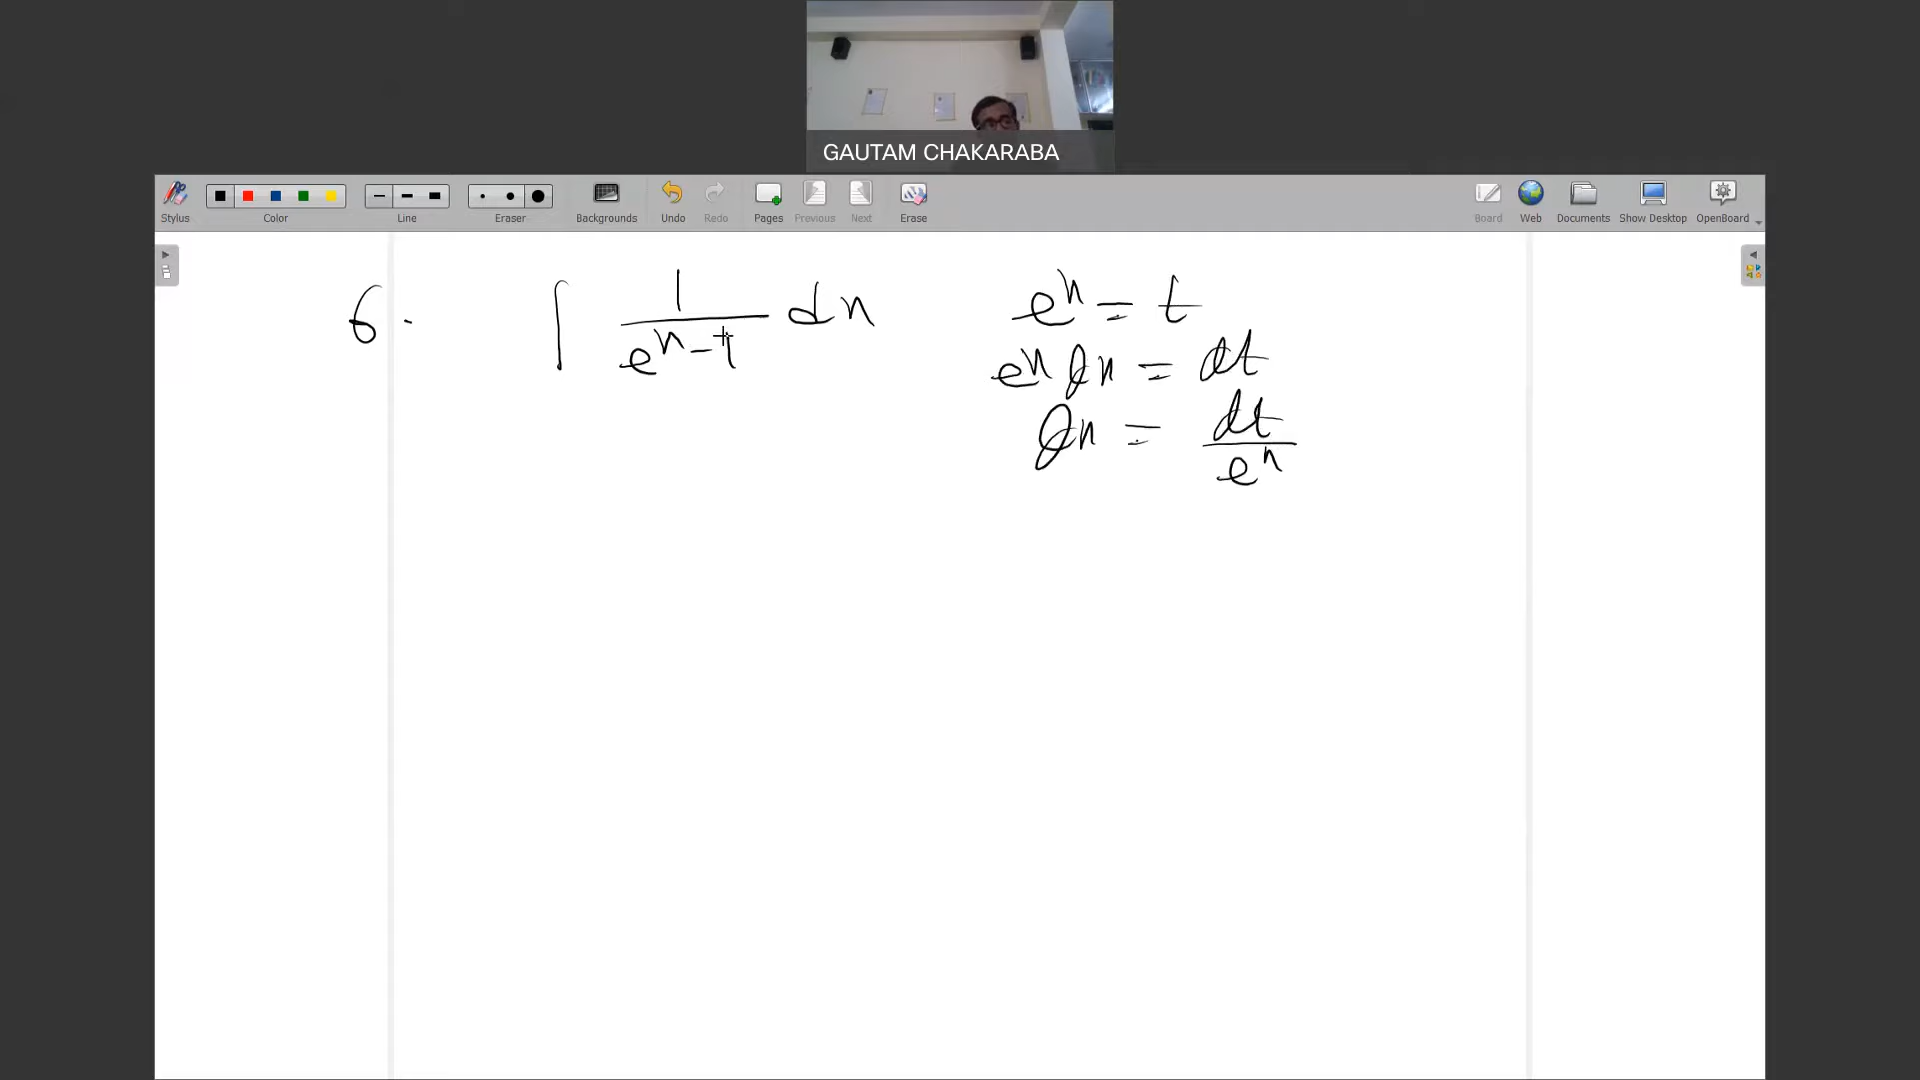 GAUTAM CHAKARABA
Stylus Color Line Eraser Backgrounds Undo Redo Pages Previous Next Erase Board Web Documents Show Desktop OpenBoard
6. ∫ 1/(eⁿ - 1) dn
eⁿ = t
eⁿ dn = dt
dn = dt/eⁿ